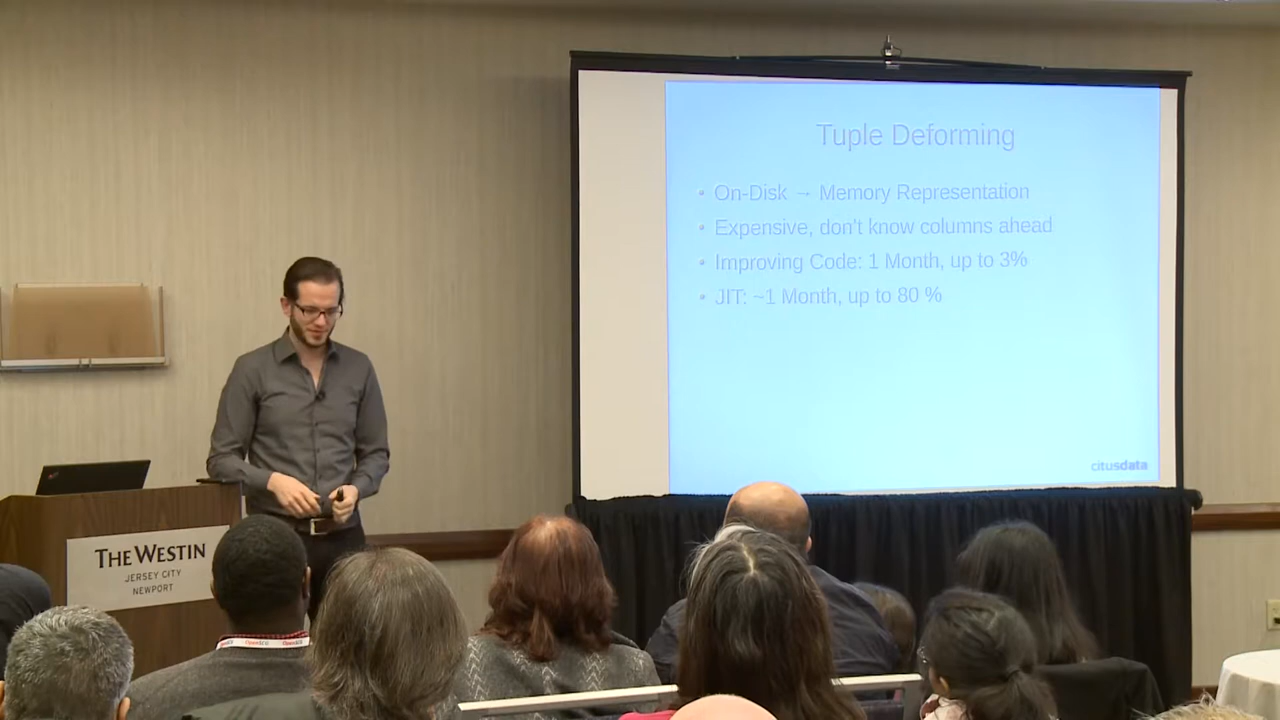 Tuple Deforming
• On-Disk → Memory Representation
• Expensive, don't know columns ahead
• Improving Code: 1 Month, up to 3%
• JIT: ~1 Month, up to 80 %
citusdata
THE WESTIN
JERSEY CITY
NEWPORT